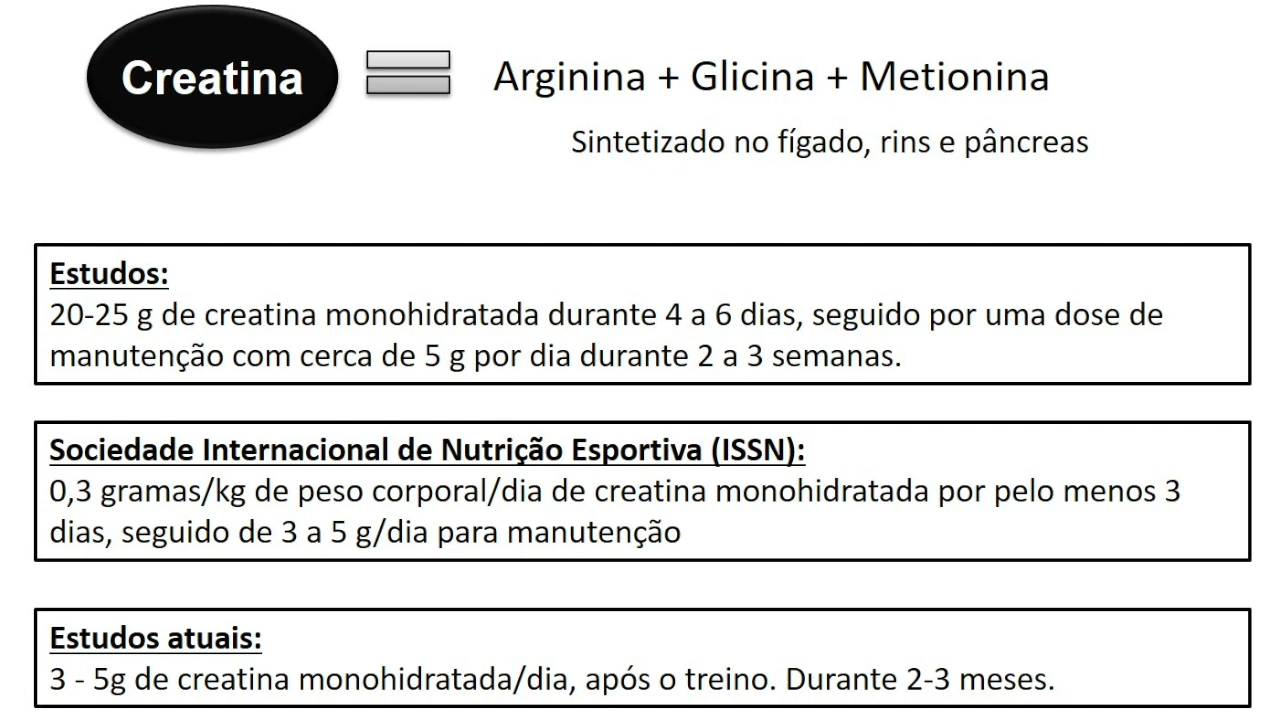 Creatina
Arginina + Glicina + Metionina
Sintetizado no fígado, rins e pâncreas
Estudos:
20-25 g de creatina monohidratada durante 4 a 6 dias, seguido por uma dose de
manutenção com cerca de 5 g por dia durante 2 a 3 semanas.
Sociedade Internacional de Nutrição Esportiva (ISSN):
0,3 gramas/kg de peso corporal/dia de creatina monohidratada por pelo menos 3
dias, seguido de 3 a 5 g/dia para manutenção
Estudos atuais:
3 - 5g de creatina monohidratada/dia, após o treino. Durante 2-3 meses.